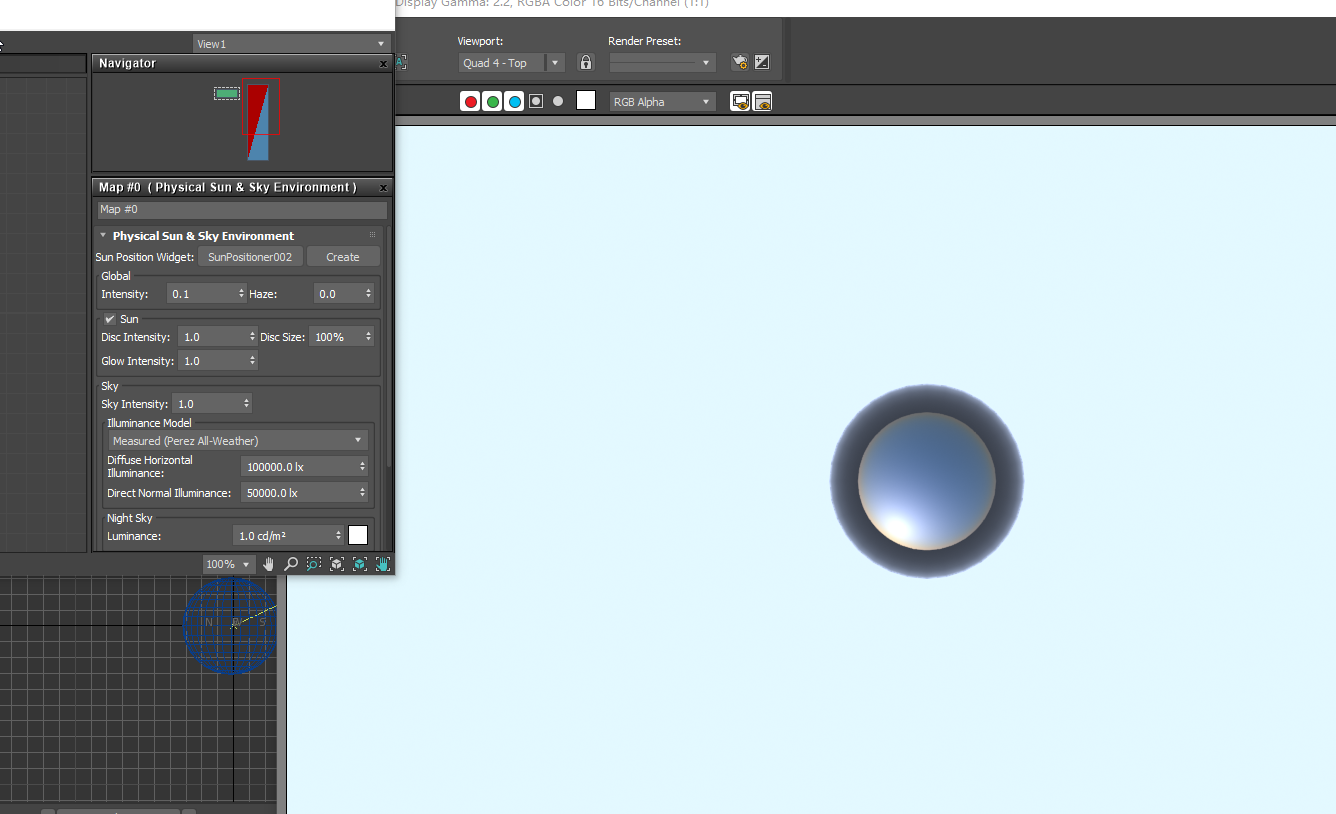 Display Gamma: 2.2, RGBA Color 16 Bits/Channel (1:1)
View1
Viewport:
Render Preset:
Navigator
x
Quad 4 - Top
RGB Alpha
Map #0 ( Physical Sun & Sky Environment )
x
Map #0
Physical Sun & Sky Environment
Sun Position Widget: SunPositioner002 Create
Global
Intensity: 0.1 Haze: 0.0
Sun
Disc Intensity: 1.0 Disc Size: 100%
Glow Intensity: 1.0
Sky
Sky Intensity: 1.0
Illuminance Model
Measured (Perez All-Weather)
Diffuse Horizontal
Illuminance: 100000.0 lx
Direct Normal Illuminance: 50000.0 lx
Night Sky
Luminance: 1.0 cd/m²
100%
N S